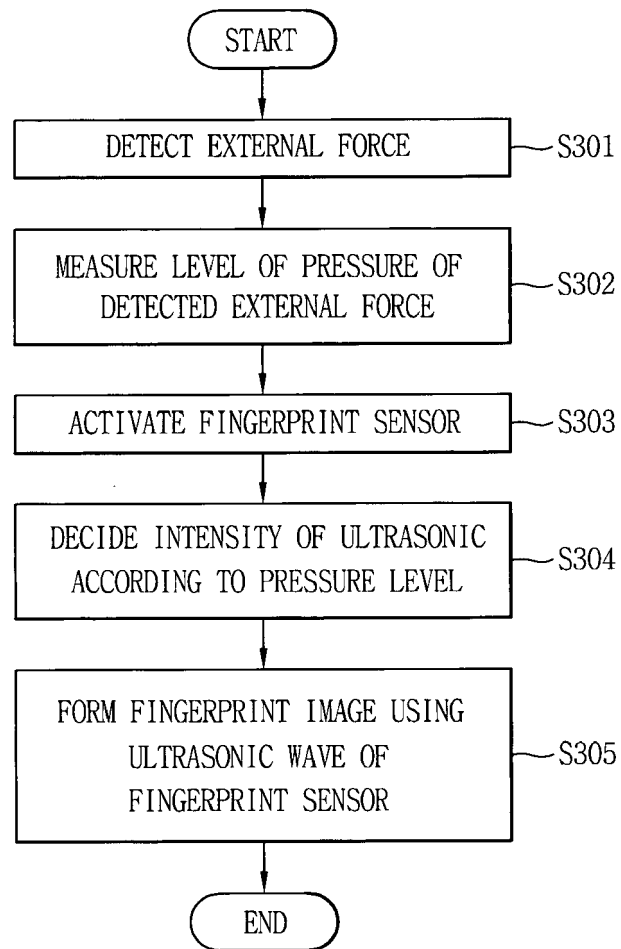 START
DETECT EXTERNAL FORCE
S301
MEASURE LEVEL OF PRESSURE OF
DETECTED EXTERNAL FORCE
S302
ACTIVATE FINGERPRINT SENSOR
S303
DECIDE INTENSITY OF ULTRASONIC
ACCORDING TO PRESSURE LEVEL
S304
FORM FINGERPRINT IMAGE USING
ULTRASONIC WAVE OF
FINGERPRINT SENSOR
S305
END